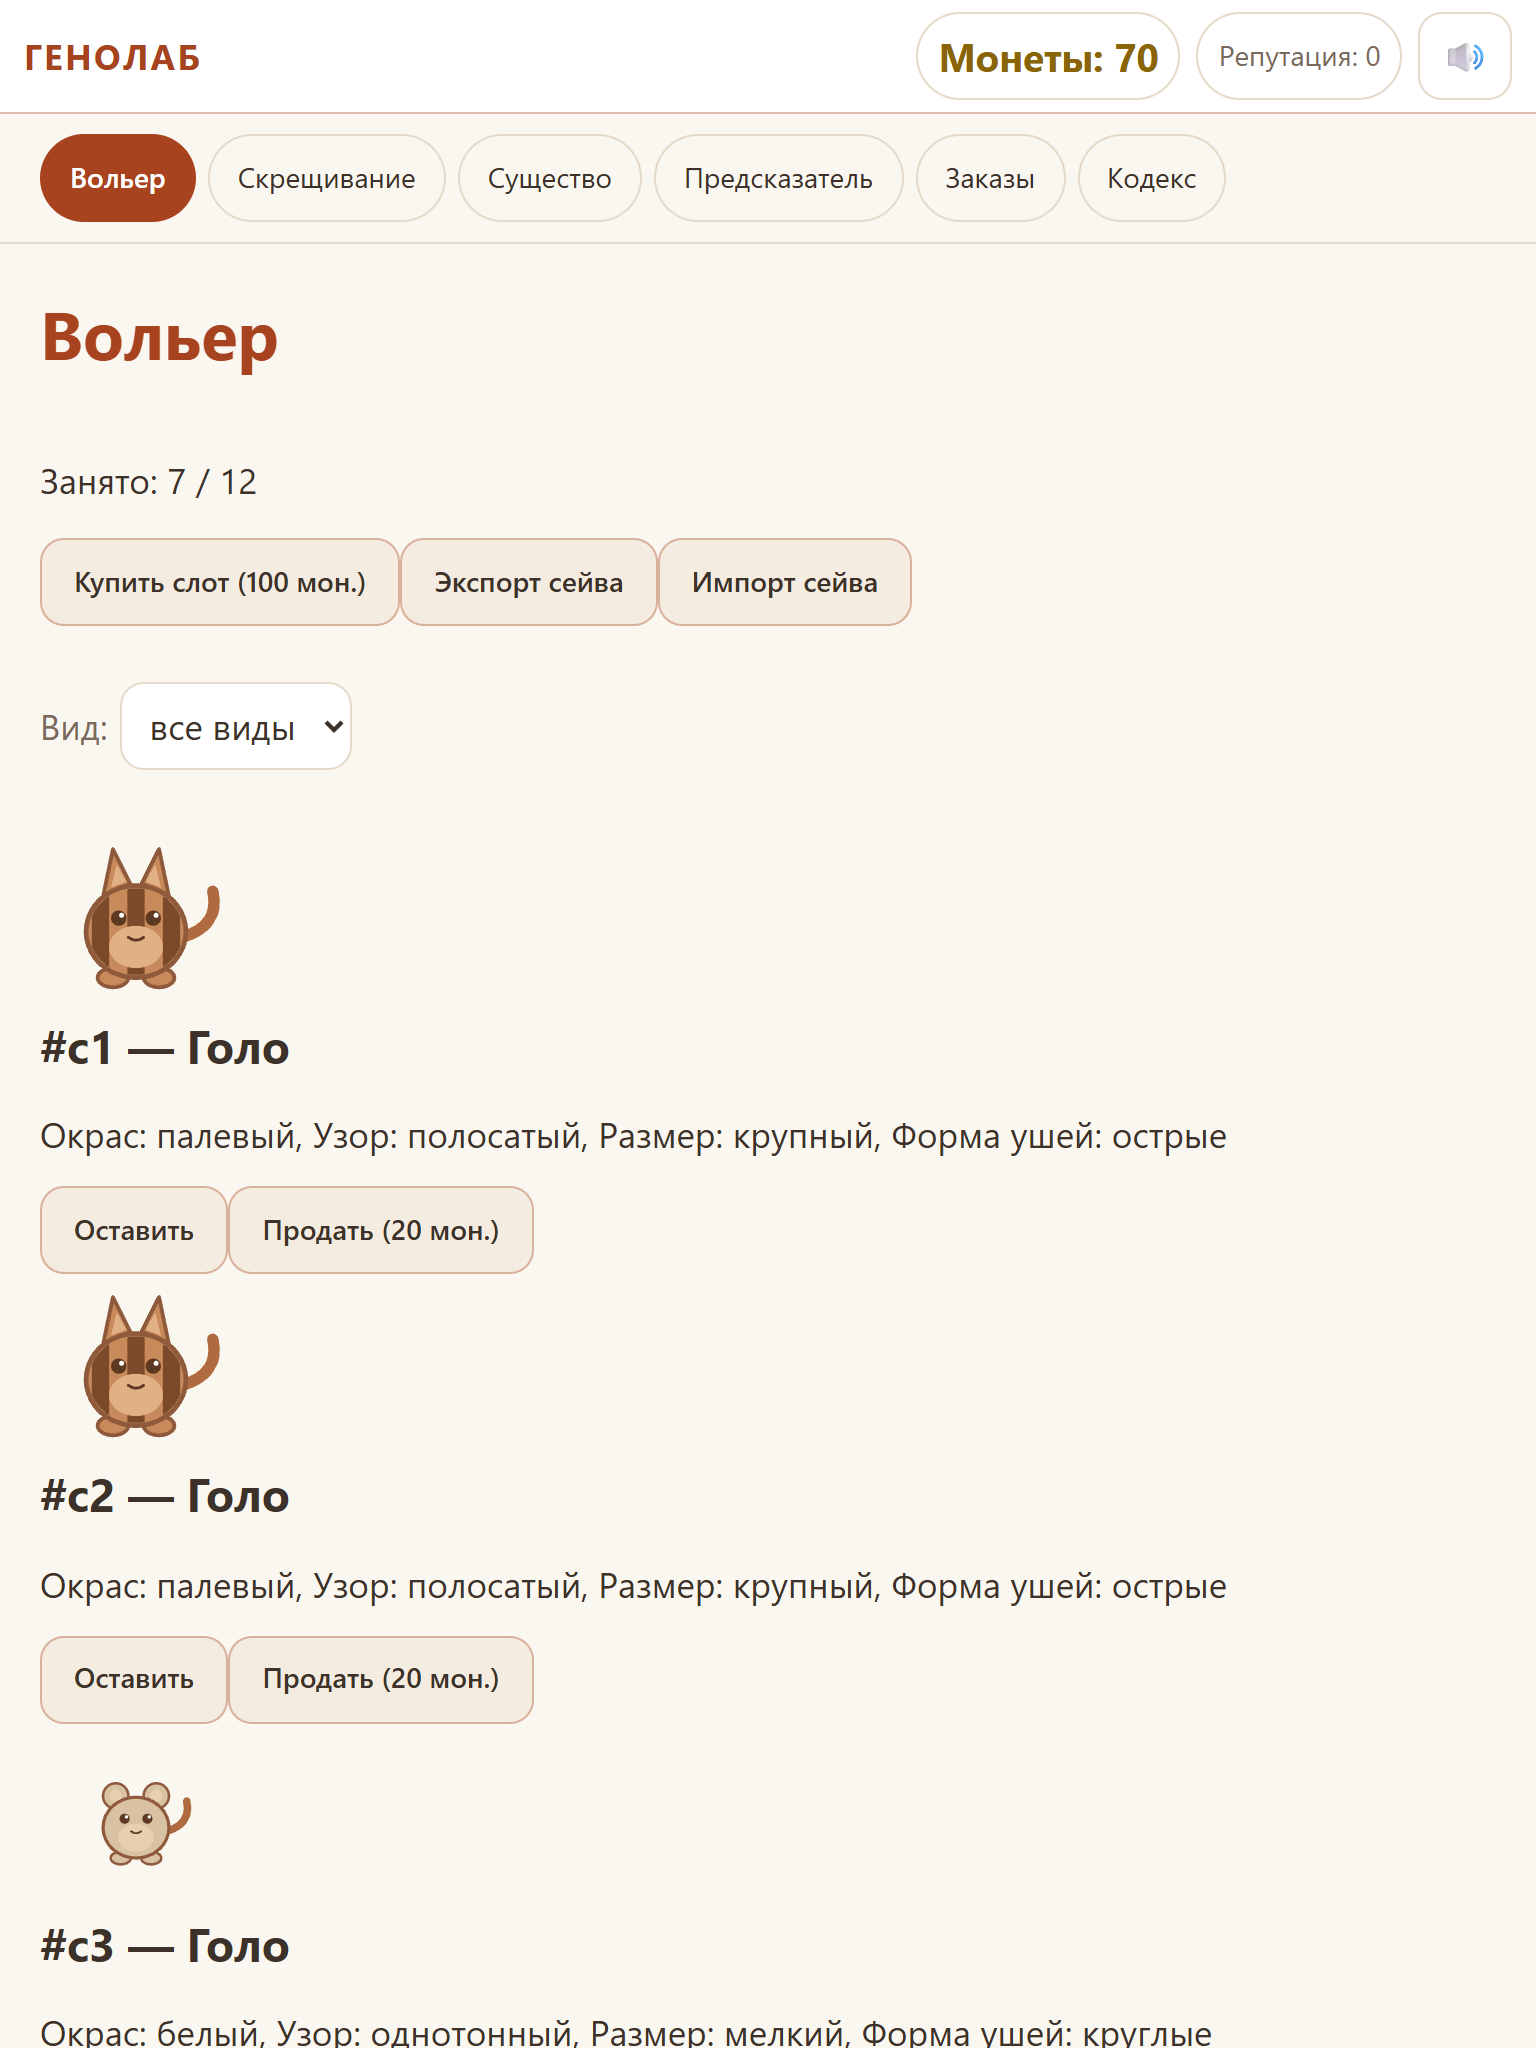 ГЕНОЛАБ
Монеты: 70
Репутация: 0
Вольер
Скрещивание
Существо
Предсказатель
Заказы
Кодекс
Вольер
Занято: 7 / 12
Купить слот (100 мон.)
Экспорт сейва
Импорт сейва
Вид:
все виды
#c1 — Голо
Окрас: палевый, Узор: полосатый, Размер: крупный, Форма ушей: острые
Оставить
Продать (20 мон.)
#c2 — Голо
Окрас: палевый, Узор: полосатый, Размер: крупный, Форма ушей: острые
Оставить
Продать (20 мон.)
#c3 — Голо
Окрас: белый, Узор: однотонный, Размер: мелкий, Форма ушей: круглые